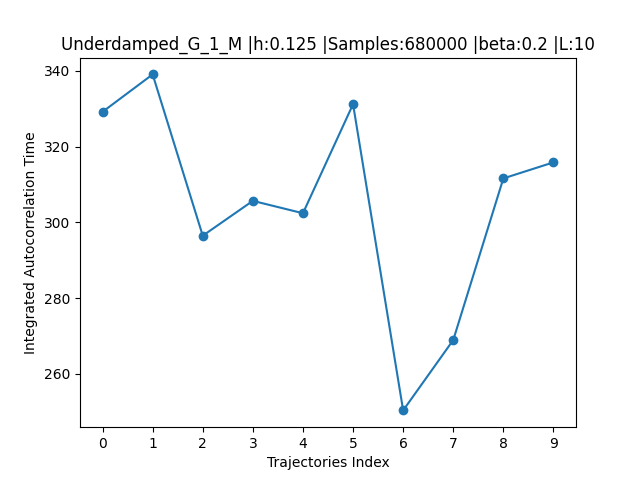 Underdamped_G_1_M |h:0.125 |Samples:680000 |beta:0.2 |L:10
340
320
300
280
260
Integrated Autocorrelation Time
0 1 2 3 4 5 6 7 8 9
Trajectories Index